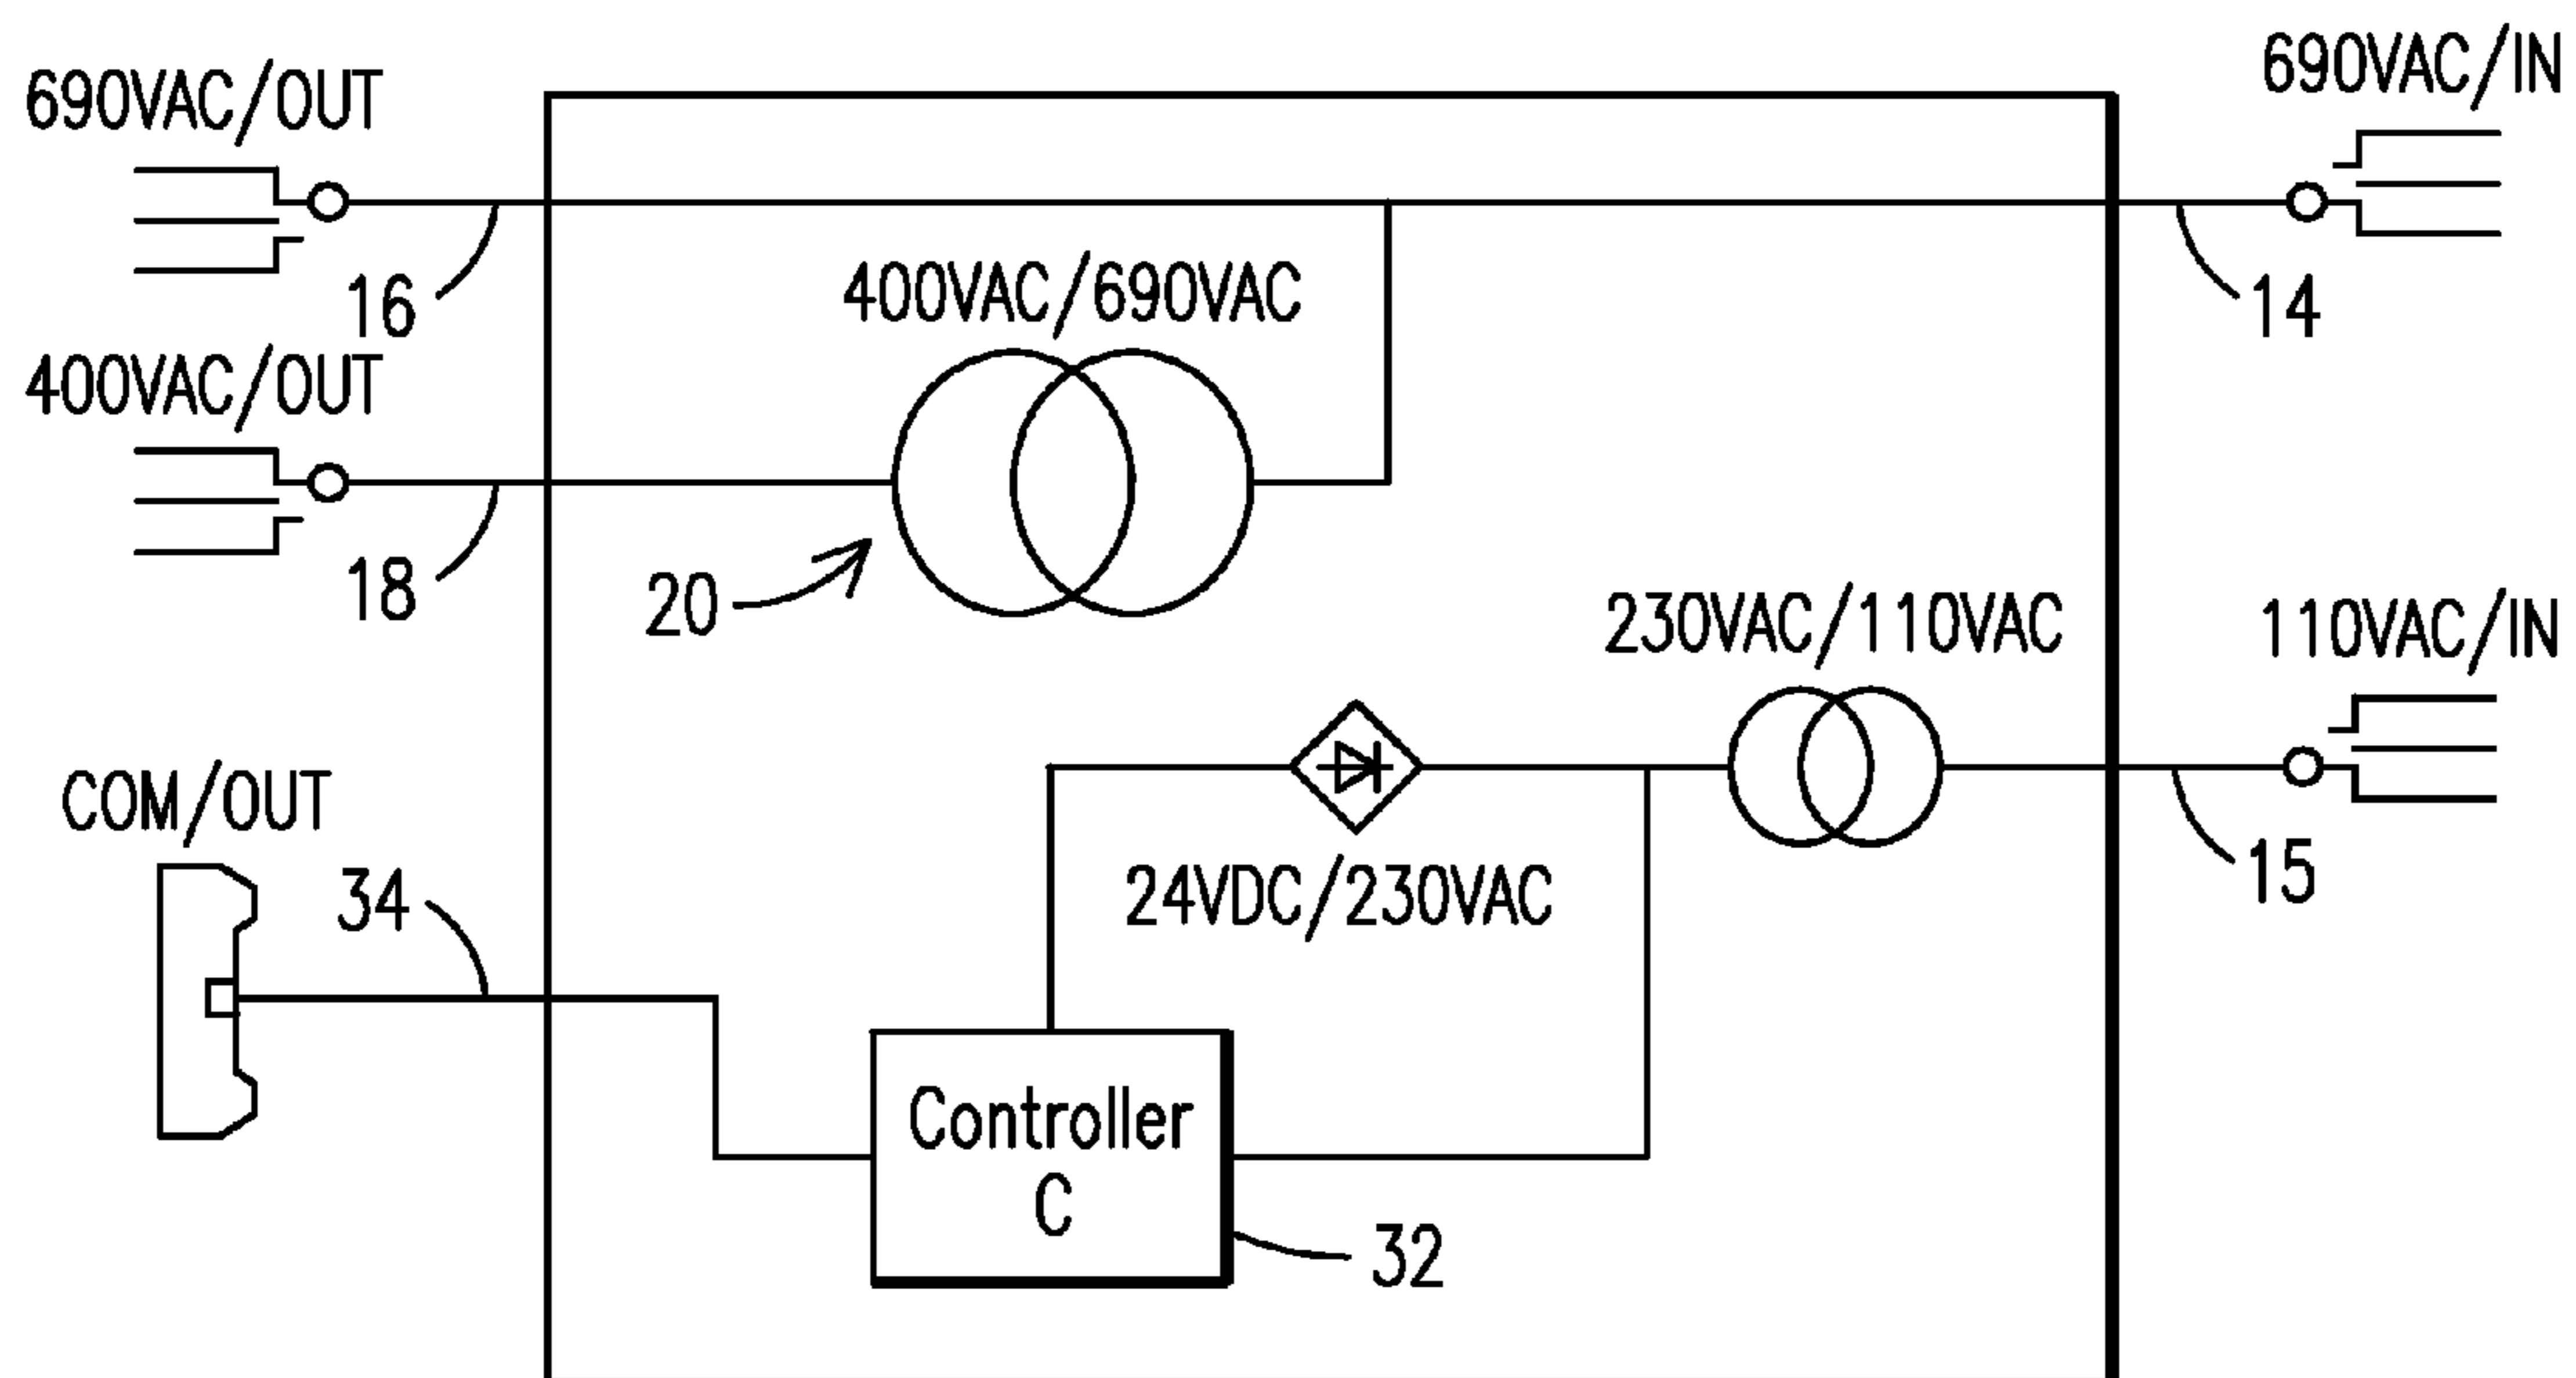 690VAC/IN
690VAC/OUT
400VAC/690VAC
16
14
400VAC/OUT
18
20
230VAC/110VAC
110VAC/IN
COM/OUT
34
24VDC/230VAC
15
Controller
C
32